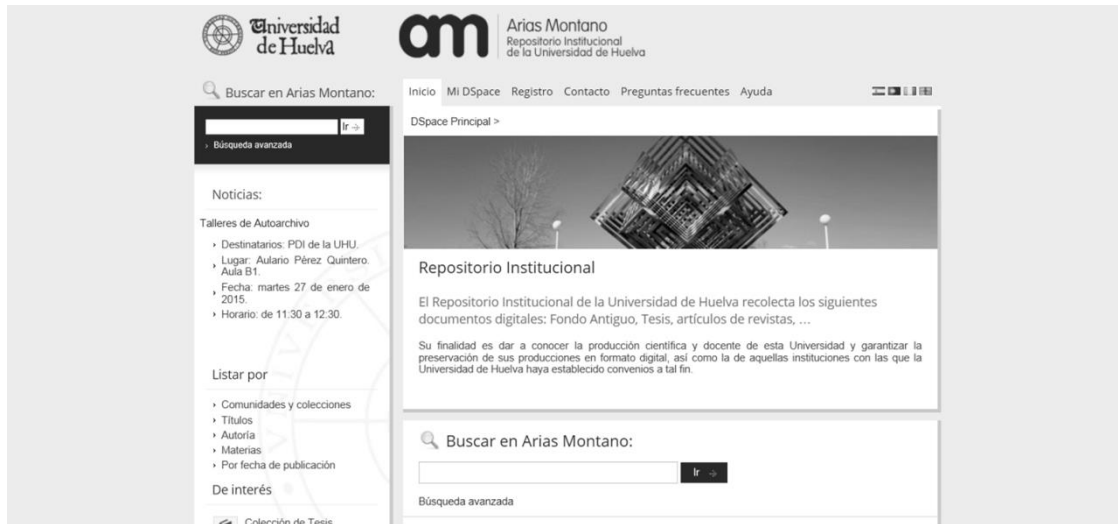 Universidad
de Huelva
am
Arias Montano
Repositorio Institucional
de la Universidad de Huelva
Buscar en Arias Montano:
Ir
Búsqueda avanzada
Noticias:
Talleres de Autoarchivo
Destinatarios: PDI de la UHU.
Lugar: Aulario Pérez Quintero.
Aula B1.
Fecha: martes 27 de enero de
2015.
Horario: de 11:30 a 12:30.
Listar por
Comunidades y colecciones
Títulos
Autoría
Materias
Por fecha de publicación
De interés
Colección de Tesis
Inicio Mi DSpace Registro Contacto Preguntas frecuentes Ayuda
DSpace Principal >
Repositorio Institucional
El Repositorio Institucional de la Universidad de Huelva recolecta los siguientes
documentos digitales: Fondo Antiguo, Tesis, artículos de revistas, ...
Su finalidad es dar a conocer la producción científica y docente de esta Universidad y garantizar la
preservación de sus producciones en formato digital, así como la de aquellas instituciones con las que la
Universidad de Huelva haya establecido convenios a tal fin.
Buscar en Arias Montano:
Ir
Búsqueda avanzada